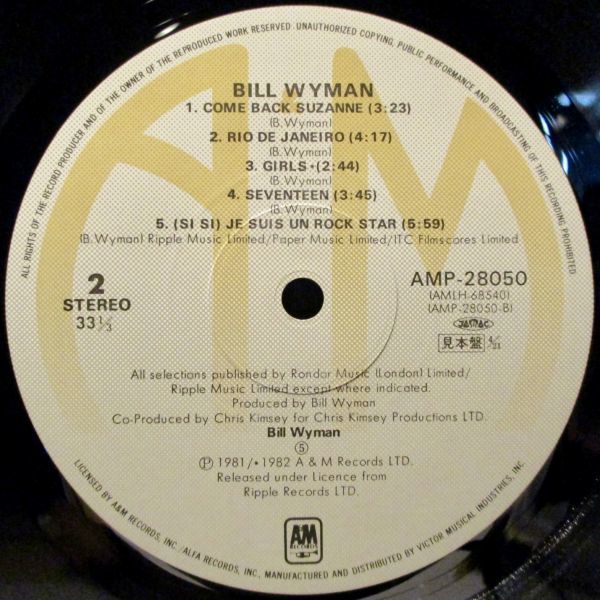 ALL RIGHTS OF THE RECORD PRODUCER AND OF THE OWNER OF THE REPRODUCED WORK RESERVED. UNAUTHORIZED COPYING, PUBLIC PERFORMANCE AND BROADCASTING OF THIS RECORDING PROHIBITED
BILL WYMAN
1. COME BACK SUZANNE (3:23)
(B.Wyman)
2. RIO DE JANEIRO (4:17)
(B.Wyman)
3. GIRLS•(2:44)
(B.Wyman)
4. SEVENTEEN (3:45)
(B.Wyman)
5. (SI SI) JE SUIS UN ROCK STAR (5:59)
(B.Wyman) Ripple Music Limited/Paper Music Limited/ITC Filmscores Limited
2
STEREO
33 1/3
AMP-28050
(AMLH-68540)
(AMP-28050-B)
JASRAC
見本盤
All selections published by Rondor Music (London) Limited/
Ripple Music Limited except where indicated.
Produced by Bill Wyman
Co-Produced by Chris Kimsey for Chris Kimsey Productions LTD.
Bill Wyman
⑤
℗ 1981/•1982 A & M Records LTD.
Released under Licence from
Ripple Records LTD.
A&M
RECORDS
LICENSED BY A&M RECORDS, INC./ALFA RECORDS, INC., MANUFACTURED AND DISTRIBUTED BY VICTOR MUSICAL INDUSTRIES, INC.